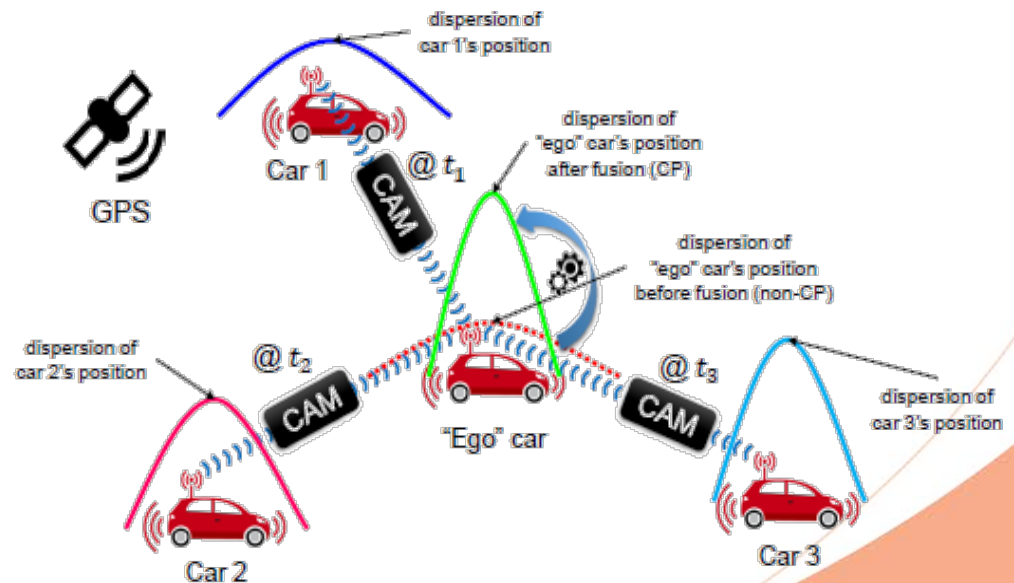 dispersion of
car 1's position
Car 1
GPS
@ t₁
CAM
dispersion of
"ego" car's position
after fusion (CP)
dispersion of
"ego" car's position
before fusion (non-CP)
dispersion of
car 2's position
@ t₂
CAM
"Ego" car
@ t₃
CAM
dispersion of
car 3's position
Car 2
Car 3